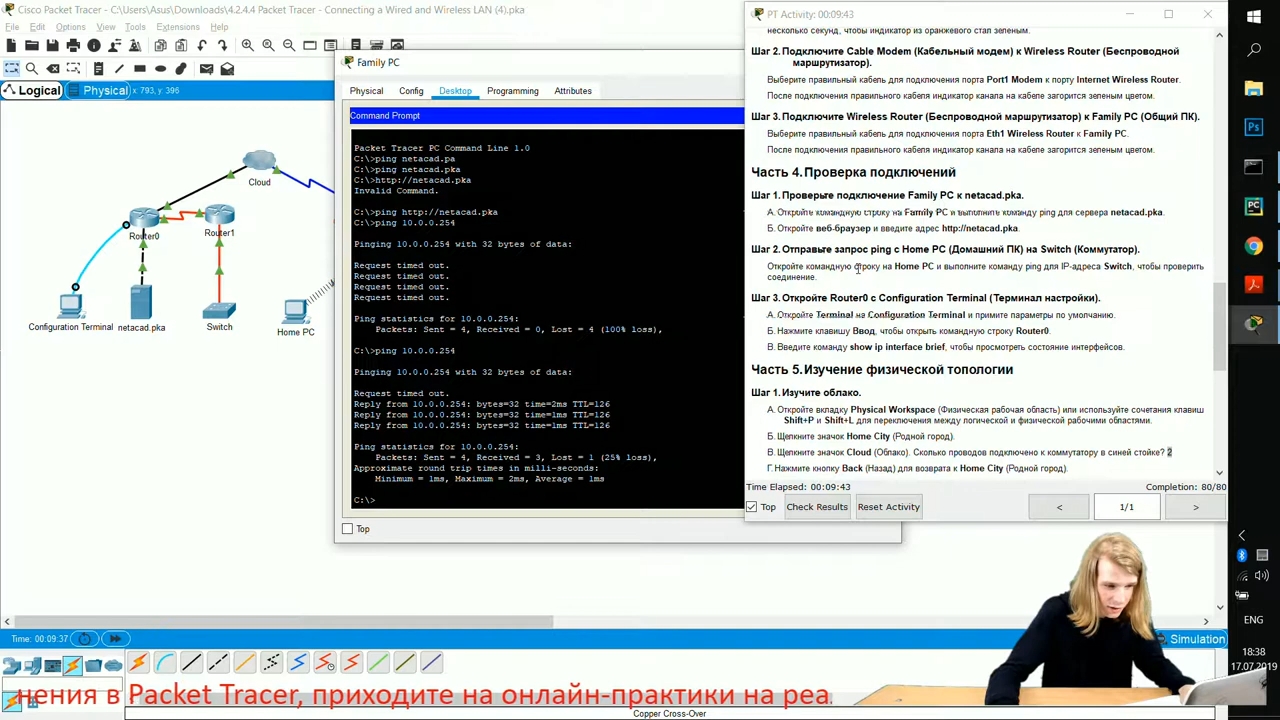 Cisco Packet Tracer - C:\Users\Asus\Downloads\4.2.4.4 Packet Tracer - Connecting a Wired and Wireless LAN (4).pka
File Edit Options View Tools Extensions Help
Logical Physical x: 793, y: 396
Cloud
Router0
Router1
Configuration Terminal
netacad.pka
Switch
Home PC
Family PC
Physical Config Desktop Programming Attributes
Command Prompt
Packet Tracer PC Command Line 1.0
C:\>ping netacad.pa
C:\>ping netacad.pka
C:\>http://netacad.pka
Invalid Command.
C:\>ping http://netacad.pka
C:\>ping 10.0.0.254
Pinging 10.0.0.254 with 32 bytes of data:
Request timed out.
Request timed out.
Request timed out.
Request timed out.
Ping statistics for 10.0.0.254:
Packets: Sent = 4, Received = 0, Lost = 4 (100% loss),
C:\>ping 10.0.0.254
Pinging 10.0.0.254 with 32 bytes of data:
Request timed out.
Reply from 10.0.0.254: bytes=32 time=2ms TTL=126
Reply from 10.0.0.254: bytes=32 time=1ms TTL=126
Reply from 10.0.0.254: bytes=32 time=1ms TTL=126
Ping statistics for 10.0.0.254:
Packets: Sent = 4, Received = 3, Lost = 1 (25% loss),
Approximate round trip times in milli-seconds:
Minimum = 1ms, Maximum = 2ms, Average = 1ms
C:\>
Top
PT Activity: 00:09:43
несколько секунд, чтобы индикатор из оранжевого стал зеленым.
Шаг 2. Подключите Cable Modem (Кабельный модем) к Wireless Router (Беспроводной
маршрутизатор).
Выберите правильный кабель для подключения порта Port1 Modem к порту Internet Wireless Router.
После подключения правильного кабеля индикатор канала на кабеле загорится зеленым цветом.
Шаг 3. Подключите Wireless Router (Беспроводной маршрутизатор) к Family PC (Общий ПК).
Выберите правильный кабель для подключения порта Eth1 Wireless Router к Family PC.
После подключения правильного кабеля индикатор канала на кабеле загорится зеленым цветом.
Часть 4. Проверка подключений
Шаг 1. Проверьте подключение Family PC к netacad.pka.
А. Откройте командную строку на Family PC и выполните команду ping для сервера netacad.pka.
Б. Откройте веб-браузер и введите адрес http://netacad.pka.
Шаг 2. Отправьте запрос ping с Home PC (Домашний ПК) на Switch (Коммутатор).
Откройте командную строку на Home PC и выполните команду ping для IP-адреса Switch, чтобы проверить
соединение.
Шаг 3. Откройте Router0 с Configuration Terminal (Терминал настройки).
А. Откройте Terminal на Configuration Terminal и примите параметры по умолчанию.
Б. Нажмите клавишу Ввод, чтобы открыть командную строку Router0.
В. Введите команду show ip interface brief, чтобы просмотреть состояние интерфейсов.
Часть 5. Изучение физической топологии
Шаг 1. Изучите облако.
А. Откройте вкладку Physical Workspace (Физическая рабочая область) или используйте сочетания клавиш
Shift+P и Shift+L для переключения между логической и физической рабочими областями.
Б. Щелкните значок Home City (Родной город).
В. Щелкните значок Cloud (Облако). Сколько проводов подключено к коммутатору в синей стойке? 2
Г. Нажмите кнопку Back (Назад) для возврата к Home City (Родной город).
Time Elapsed: 00:09:43 Completion: 80/80
Top Check Results Reset Activity < 1/1 >
Time: 00:09:37
Simulation
Copper Cross-Over
нения в Packet Tracer, приходите на онлайн-практики на реа
Ps
PC
ENG
18:38
17.07.2019